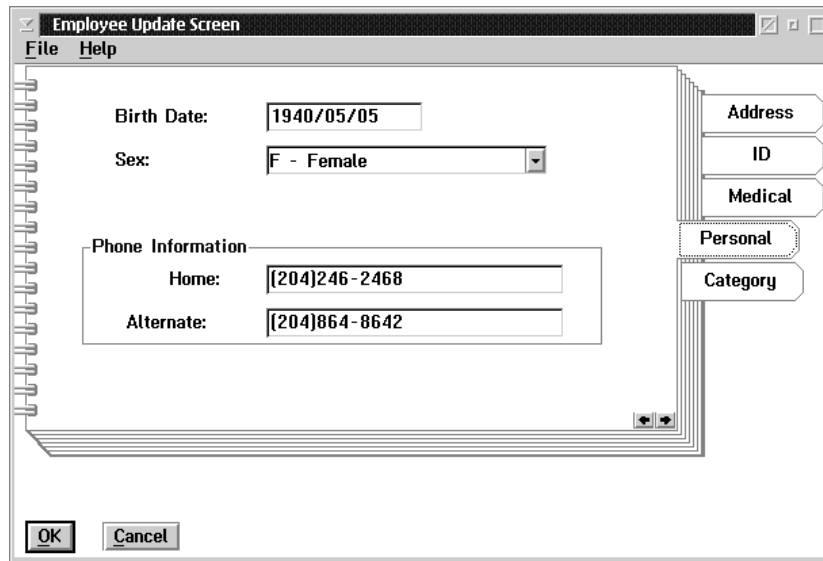 Employee Update Screen
File Help
Birth Date: 1940/05/05
Sex: F - Female
Phone Information
Home: (204)246-2468
Alternate: (204)864-8642
Address
ID
Medical
Personal
Category
OK Cancel